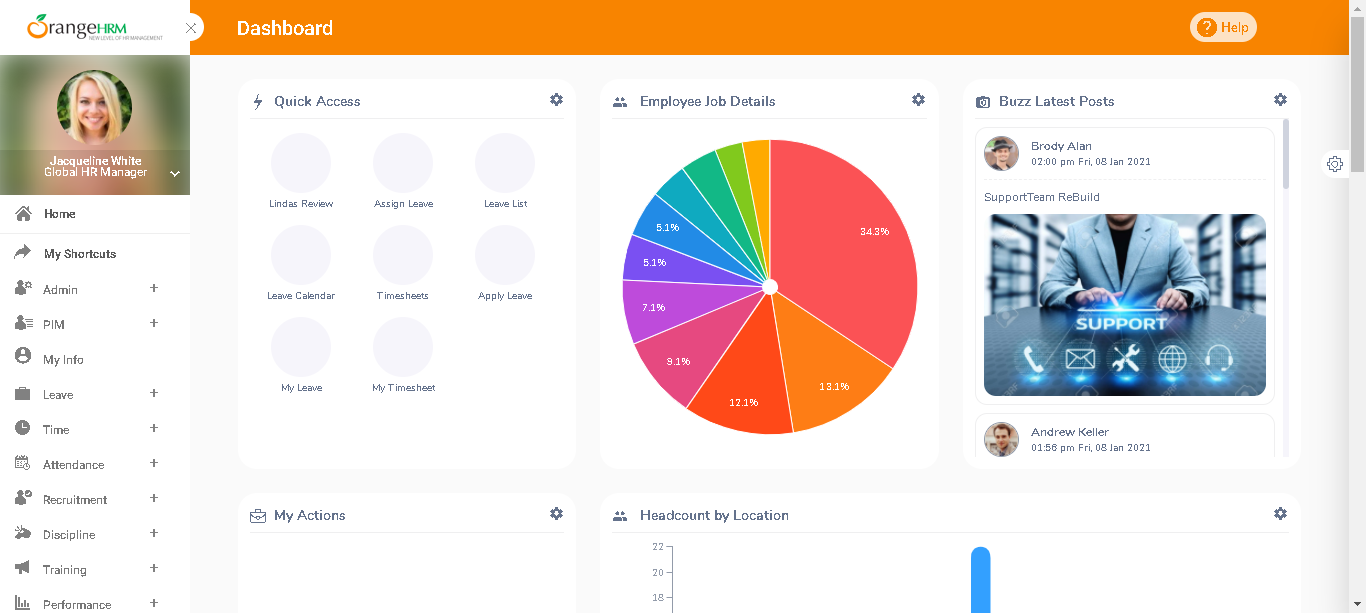 OrangeHRM
NEW LEVEL OF HR MANAGEMENT
Dashboard
? Help
Jacqueline White
Global HR Manager
Home
My Shortcuts
Admin +
PIM +
My Info
Leave +
Time +
Attendance +
Recruitment +
Discipline +
Training +
Performance +
Quick Access
Lindas Review
Assign Leave
Leave List
Leave Calendar
Timesheets
Apply Leave
My Leave
My Timesheet
Employee Job Details
34.3%
13.1%
12.1%
9.1%
7.1%
5.1%
5.1%
Buzz Latest Posts
Brody Alan
02:00 pm Fri, 08 Jan 2021
SupportTeam ReBuild
SUPPORT
Andrew Keller
01:56 pm Fri, 08 Jan 2021
My Actions
Headcount by Location
22
20
18